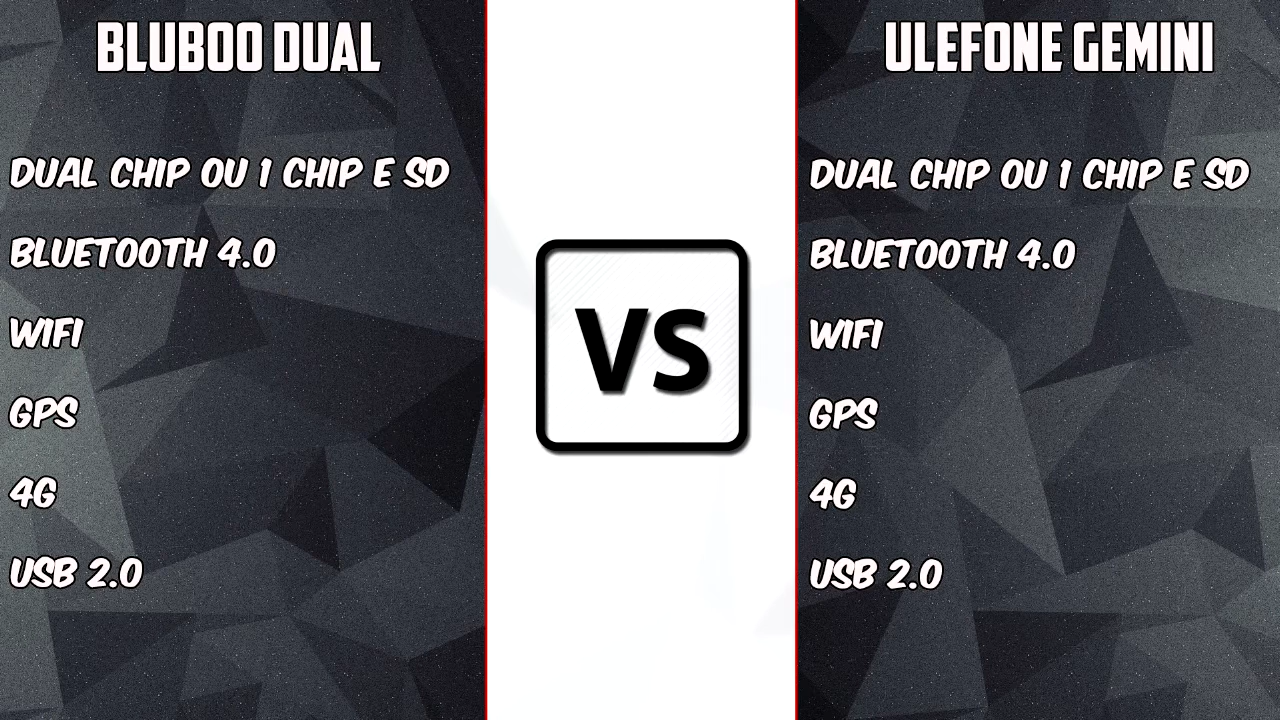 BLUBOO DUAL
DUAL CHIP OU 1 CHIP E SD
BLUETOOTH 4.0
WIFI
GPS
4G
USB 2.0
VS
ULEFONE GEMINI
DUAL CHIP OU 1 CHIP E SD
BLUETOOTH 4.0
WIFI
GPS
4G
USB 2.0